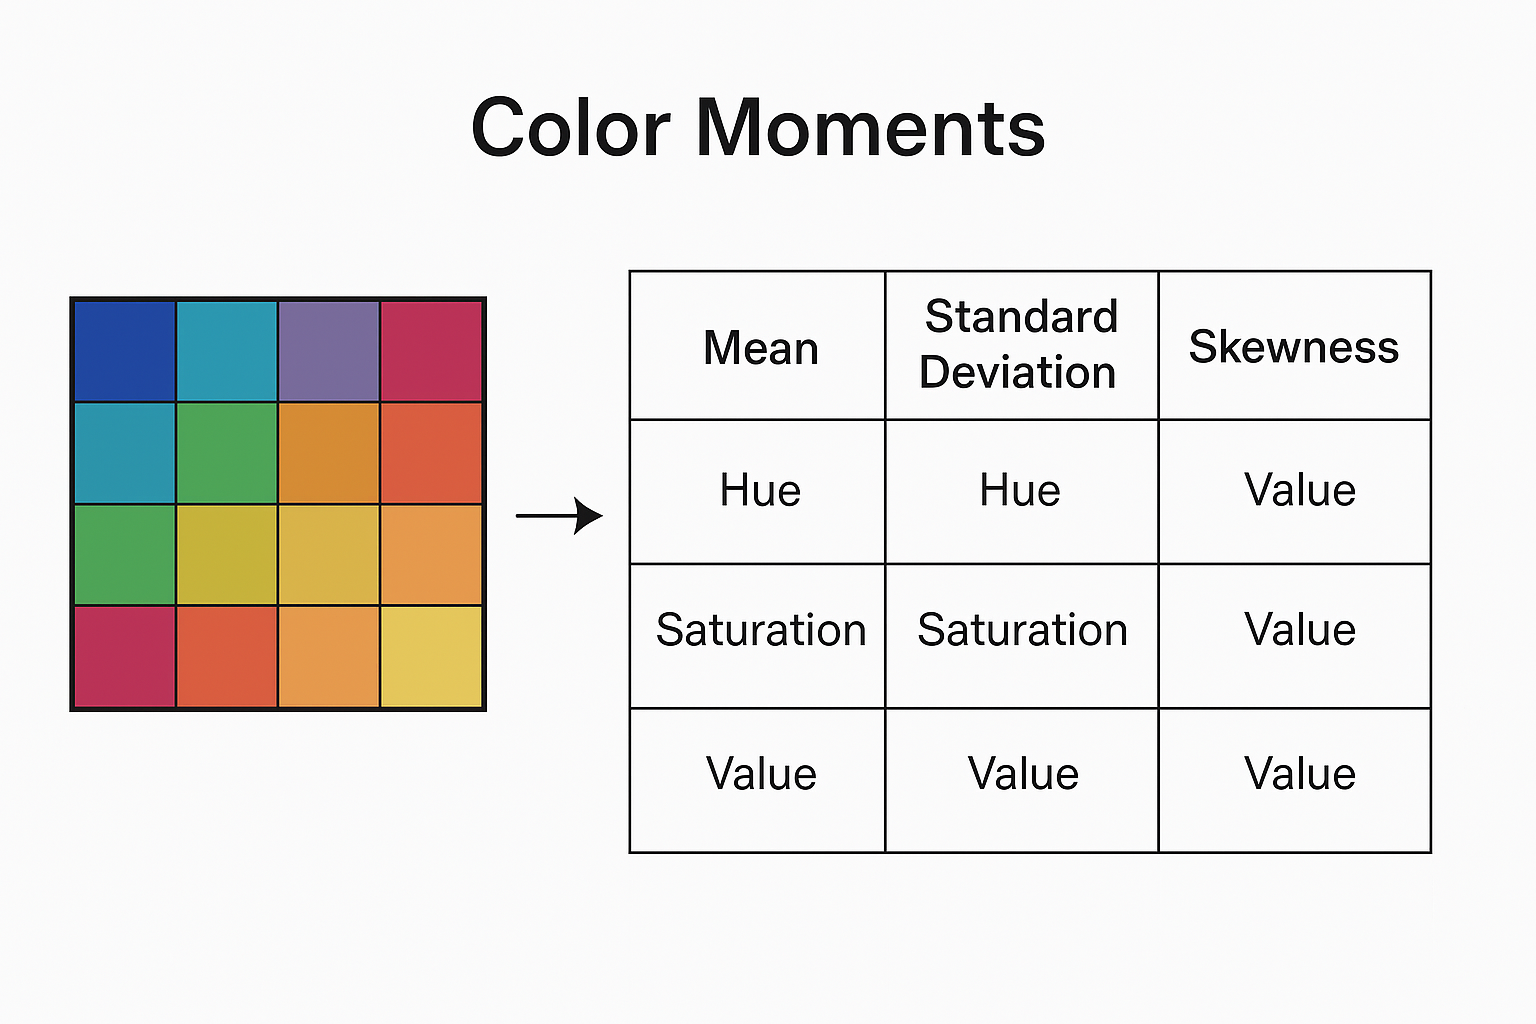 Color Moments
Mean
Standard
Deviation
Skewness
Hue
Hue
Value
Saturation
Saturation
Value
Value
Value
Value